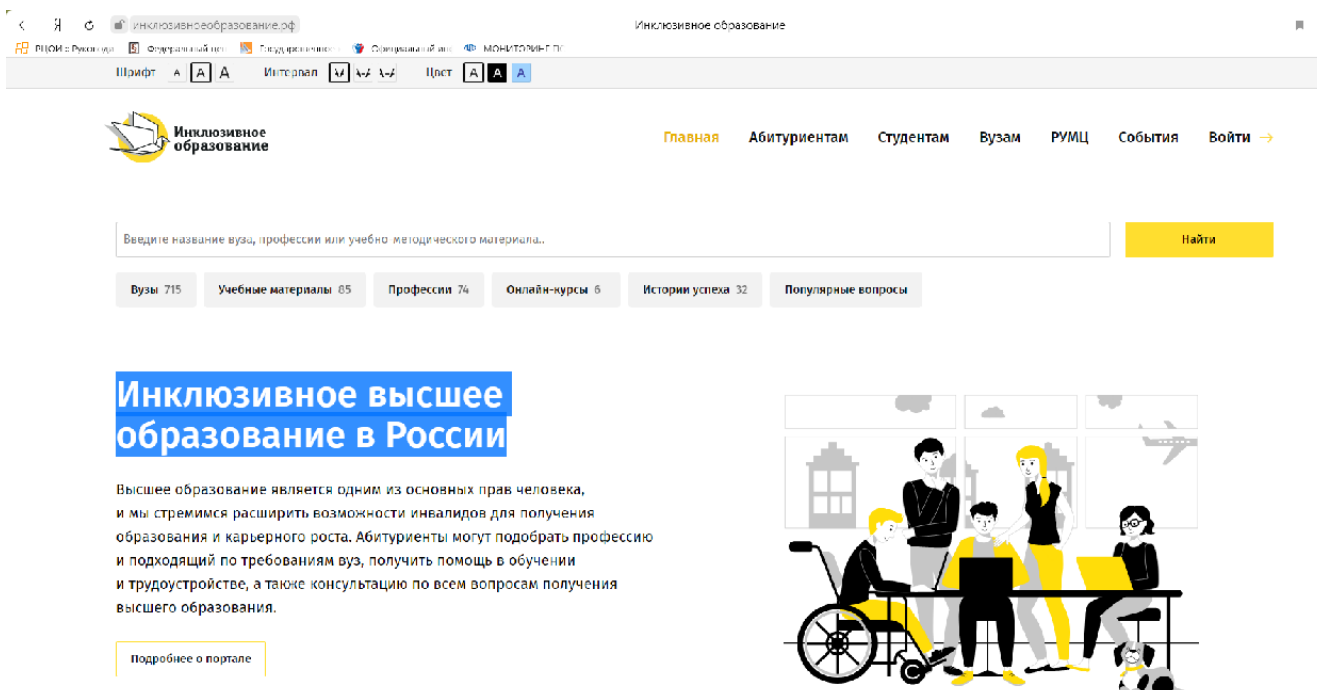 инклюзивноеобразование.рф
Инклюзивное образование
РЦОИ :: Руковод
МОНИТОРИНГ
Шрифт А А А Интервал Цвет А А А
Инклюзивное
образование
Главная Абитуриентам Студентам Вузам РУМЦ События Войти →
Введите название вуза, профессии или учебно-методического материала..
Найти
Вузы 715 Учебные материалы 85 Профессии 74 Онлайн-курсы 6 Истории успеха 32 Популярные вопросы
Инклюзивное высшее
образование в России
Высшее образование является одним из основных прав человека,
и мы стремимся расширить возможности инвалидов для получения
образования и карьерного роста. Абитуриенты могут подобрать профессию
и подходящий по требованиям вуз, получить помощь в обучении
и трудоустройстве, а также консультацию по всем вопросам получения
высшего образования.
Подробнее о портале